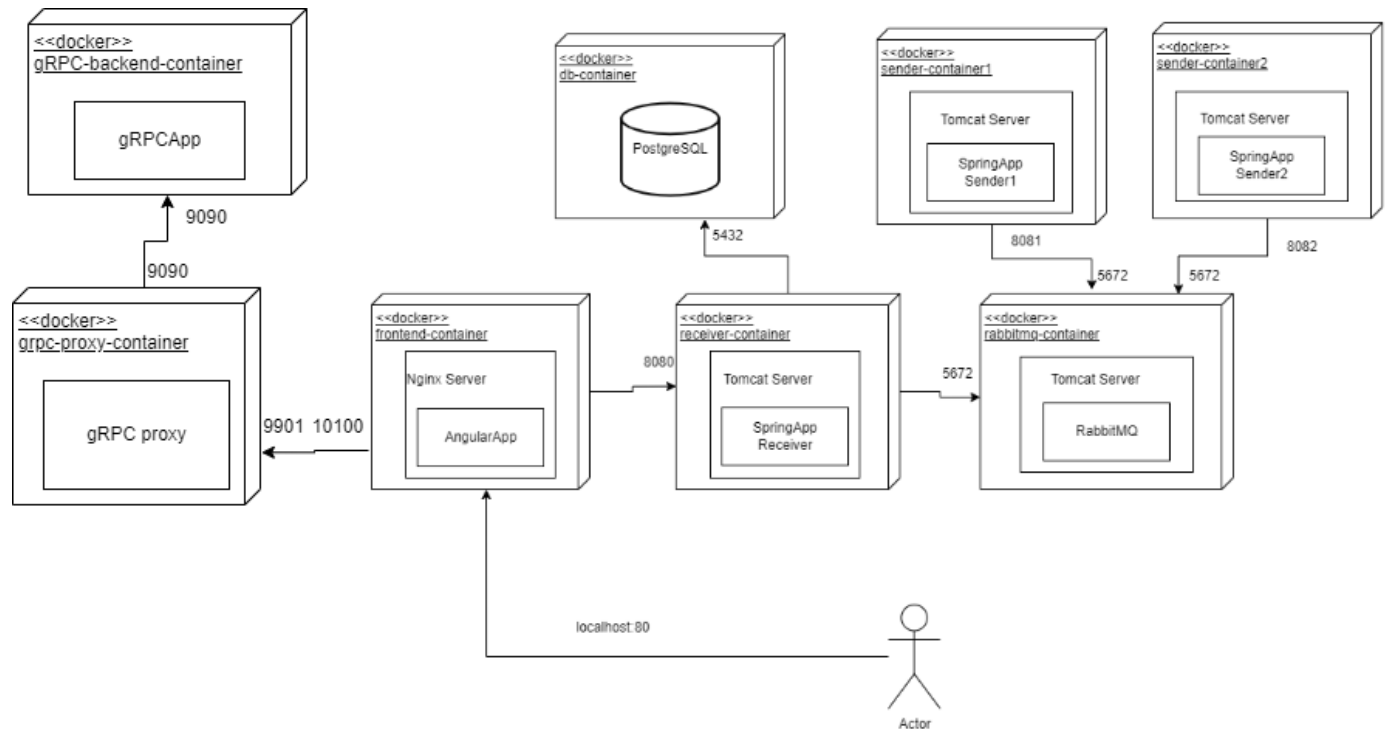 <<docker>>
gRPC-backend-container
gRPCApp
9090
9090
<<docker>>
grpc-proxy-container
gRPC proxy
9901 10100
<<docker>>
frontend-container
Nginx Server
AngularApp
8080
<<docker>>
db-container
PostgreSQL
5432
<<docker>>
receiver-container
Tomcat Server
SpringApp
Receiver
5672
<<docker>>
sender-container1
Tomcat Server
SpringApp
Sender1
8081
5672
<<docker>>
sender-container2
Tomcat Server
SpringApp
Sender2
8082
5672
<<docker>>
rabbitmq-container
Tomcat Server
RabbitMQ
localhost:80
Actor